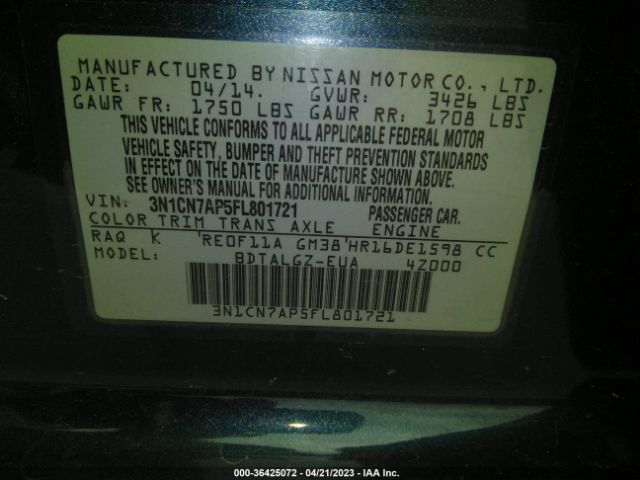 MANUFACTURED BY NISSAN MOTOR CO., LTD.
DATE: 04/14. GVWR: 3426 LBS
GAWR FR: 1750 LBS GAWR RR: 1708 LBS
THIS VEHICLE CONFORMS TO ALL APPLICABLE FEDERAL MOTOR
VEHICLE SAFETY, BUMPER AND THEFT PREVENTION STANDARDS
IN EFFECT ON THE DATE OF MANUFACTURE SHOWN ABOVE.
SEE OWNER'S MANUAL FOR ADDITIONAL INFORMATION.
VIN: 3N1CN7AP5FL801721 PASSENGER CAR.
COLOR TRIM TRANS AXLE ENGINE
RAQ K 'RE0F11A GM38'HR16DE1598 CC
MODEL: BDTALGZ-EUA 4Z000
3N1CN7AP5FL801721
000-36425072 - 04/21/2023 - IAA Inc.